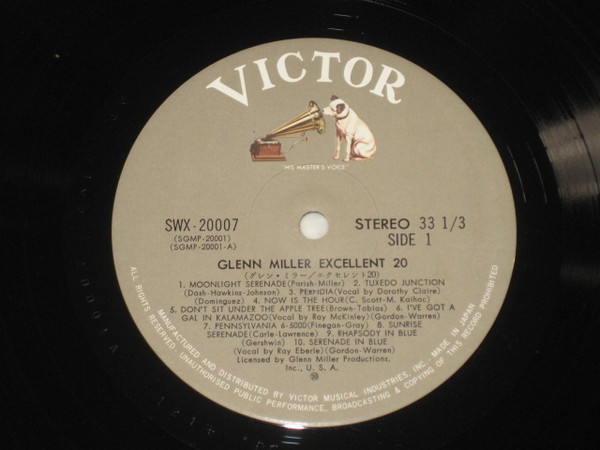 VICTOR
"HIS MASTER'S VOICE"
SWX-20007
(SGMP-20001)
(SGMP-20001-A)
STEREO 33 1/3
SIDE 1
GLENN MILLER EXCELLENT 20
(グレン・ミラー/エクセレント20)
1. MOONLIGHT SERENADE(Parish-Miller) 2. TUXEDO JUNCTION
(Dash-Hawkins-Johnson) 3. PERFIDIA(Vocal by Dorothy Claire)
(Dominguez) 4. NOW IS THE HOUR(C. Scott-M. Kaihac)
5. DON'T SIT UNDER THE APPLE TREE(Brown-Tobias) 6. I'VE GOT A
GAL IN KALAMAZOO(Vocal by Ray McKinley)(Gordon-Warren)
7. PENNSYLVANIA 6-5000(Finegan-Gray) 8. SUNRISE
SERENADE(Carle-Lawrence) 9. RHAPSODY IN BLUE
(Gershwin) 10. SERENADE IN BLUE
(Vocal by Ray Eberle)(Gordon-Warren)
Licensed by Glenn Miller Productions,
Inc., U. S. A.
ALL RIGHTS RESERVED. UNAUTHORISED PUBLIC PERFORMANCE, BROADCASTING & COPYING OF THIS RECORD PROHIBITED
MANUFACTURED AND DISTRIBUTED BY VICTOR MUSICAL INDUSTRIES, INC. MADE IN JAPAN